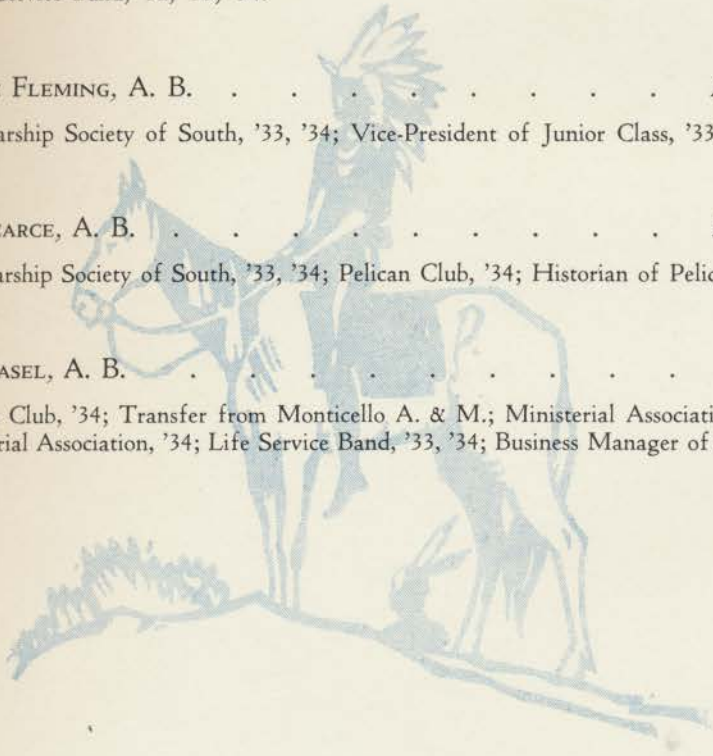 FLEMING, A. B. . . . . . . . .
arship Society of South, '33, '34; Vice-President of Junior Class, '33
EARCE, A. B. . . . . . . . . .
arship Society of South, '33, '34; Pelican Club, '34; Historian of Pelic
ASEL, A. B. . . . . . . . . .
Club, '34; Transfer from Monticello A. & M.; Ministerial Associati
rial Association, '34; Life Service Band, '33, '34; Business Manager of